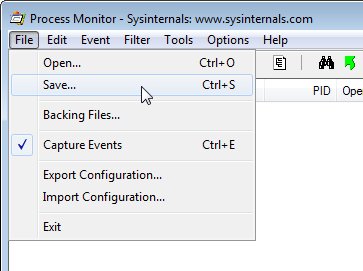 Process Monitor - Sysinternals: www.sysinternals.com
File Edit Event Filter Tools Options Help
Open... Ctrl+O
Save... Ctrl+S
PID Ope
Backing Files...
Capture Events Ctrl+E
Export Configuration...
Import Configuration...
Exit